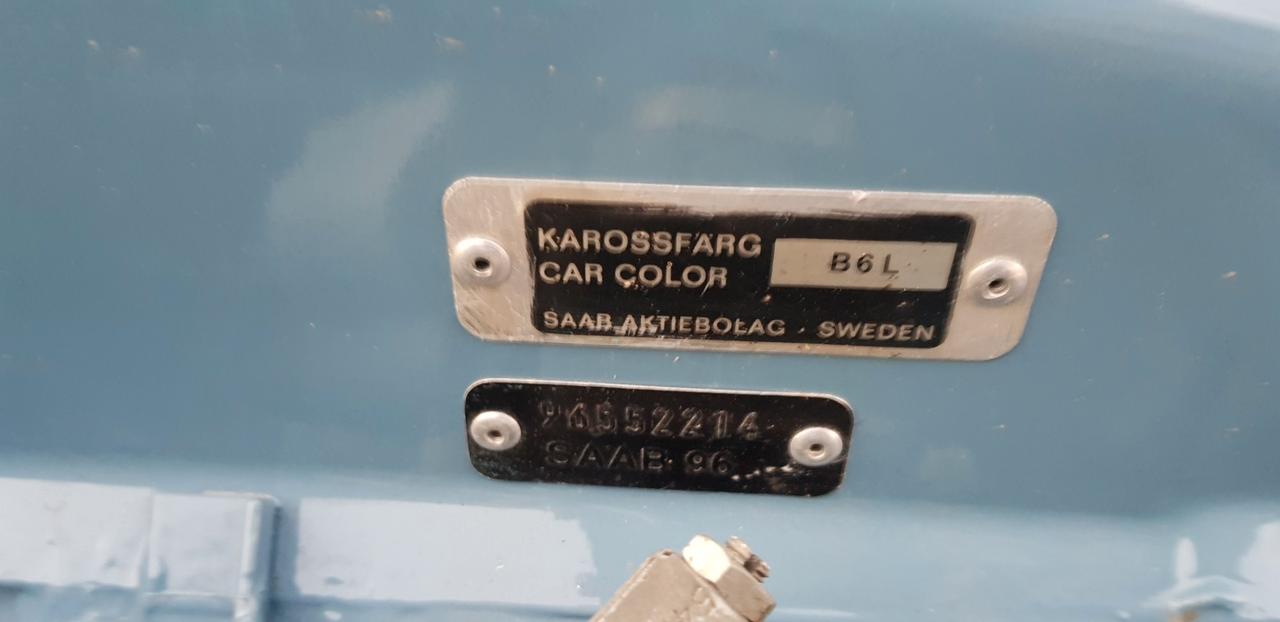 KAROSSFÄRG
CAR COLOR
B6L
SAAB AKTIEBOLAG · SWEDEN
96552214
SAAB 96